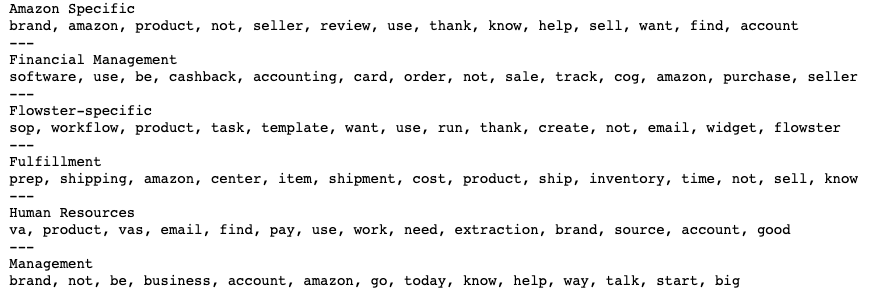 Amazon Specific
brand, amazon, product, not, seller, review, use, thank, know, help, sell, want, find, account
---
Financial Management
software, use, be, cashback, accounting, card, order, not, sale, track, cog, amazon, purchase, seller
---
Flowster-specific
sop, workflow, product, task, template, want, use, run, thank, create, not, email, widget, flowster
---
Fulfillment
prep, shipping, amazon, center, item, shipment, cost, product, ship, inventory, time, not, sell, know
---
Human Resources
va, product, vas, email, find, pay, use, work, need, extraction, brand, source, account, good
---
Management
brand, not, be, business, account, amazon, go, today, know, help, way, talk, start, big